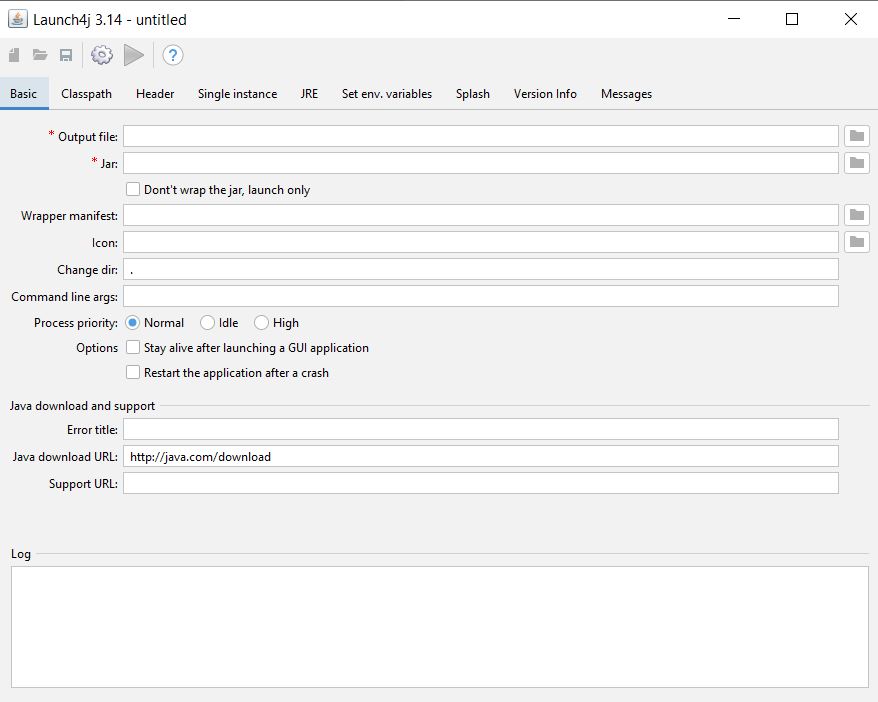 Launch4j 3.14 - untitled
?
Basic Classpath Header Single instance JRE Set env. variables Splash Version Info Messages
* Output file:
* Jar:
Dont't wrap the jar, launch only
Wrapper manifest:
Icon:
Change dir: .
Command line args:
Process priority: Normal Idle High
Options Stay alive after launching a GUI application
Restart the application after a crash
Java download and support
Error title:
Java download URL: http://java.com/download
Support URL:
Log